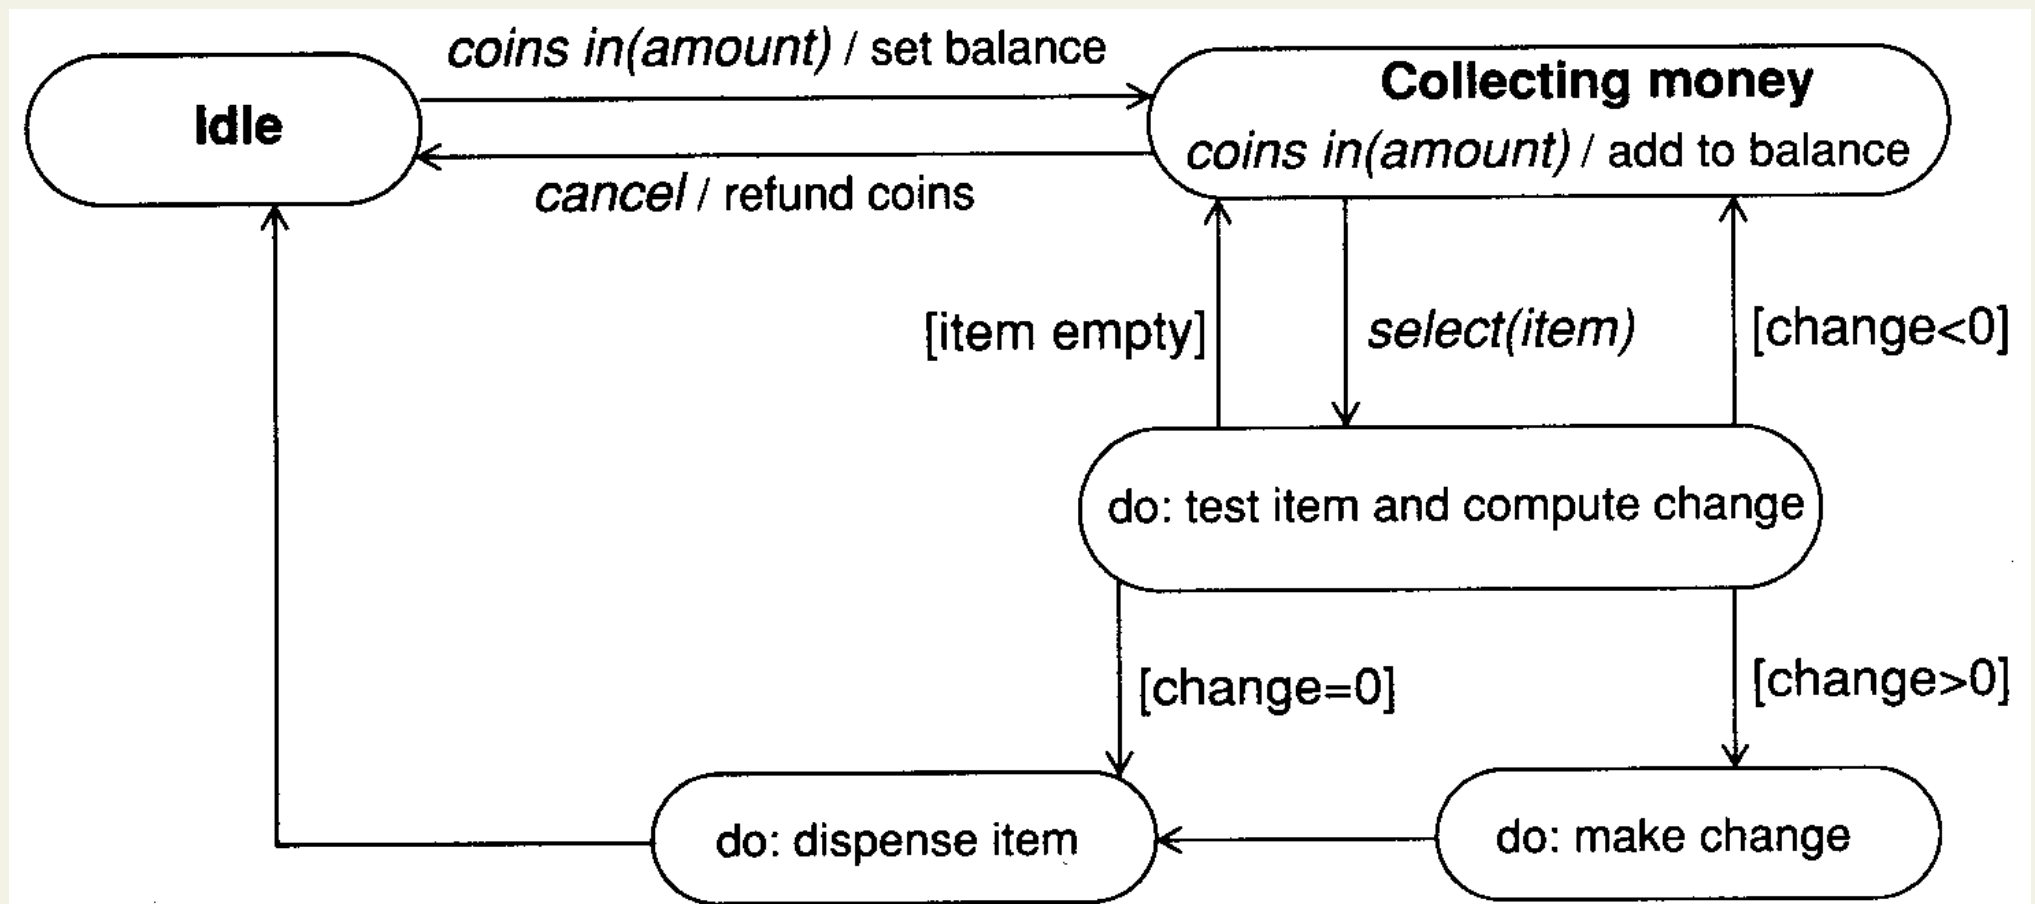 coins in(amount) / set balance
Idle
Collecting money
coins in(amount) / add to balance
cancel / refund coins
[item empty]
select(item)
[change<0]
do: test item and compute change
[change=0]
[change>0]
do: dispense item
do: make change